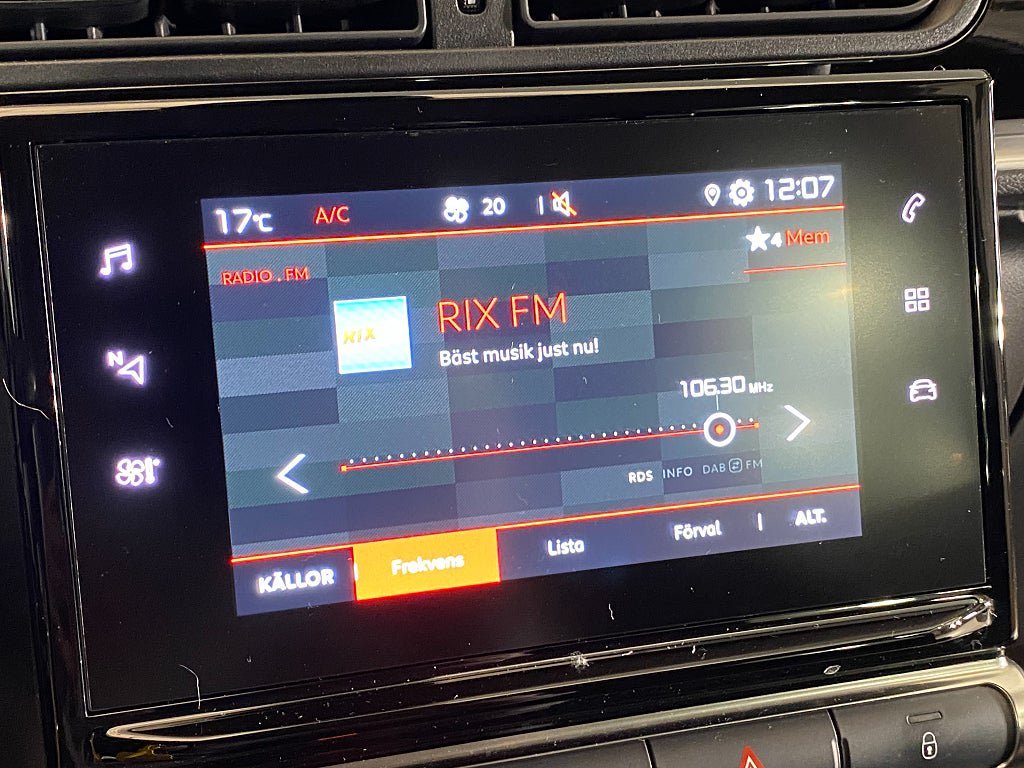 17°C A/C 20 12:07
4 Mem
RADIO . FM
RIX
RIX FM
Bäst musik just nu!
106.30 MHz
N
RDS INFO DAB FM
KÄLLOR Frekvens Lista Förval ALT.